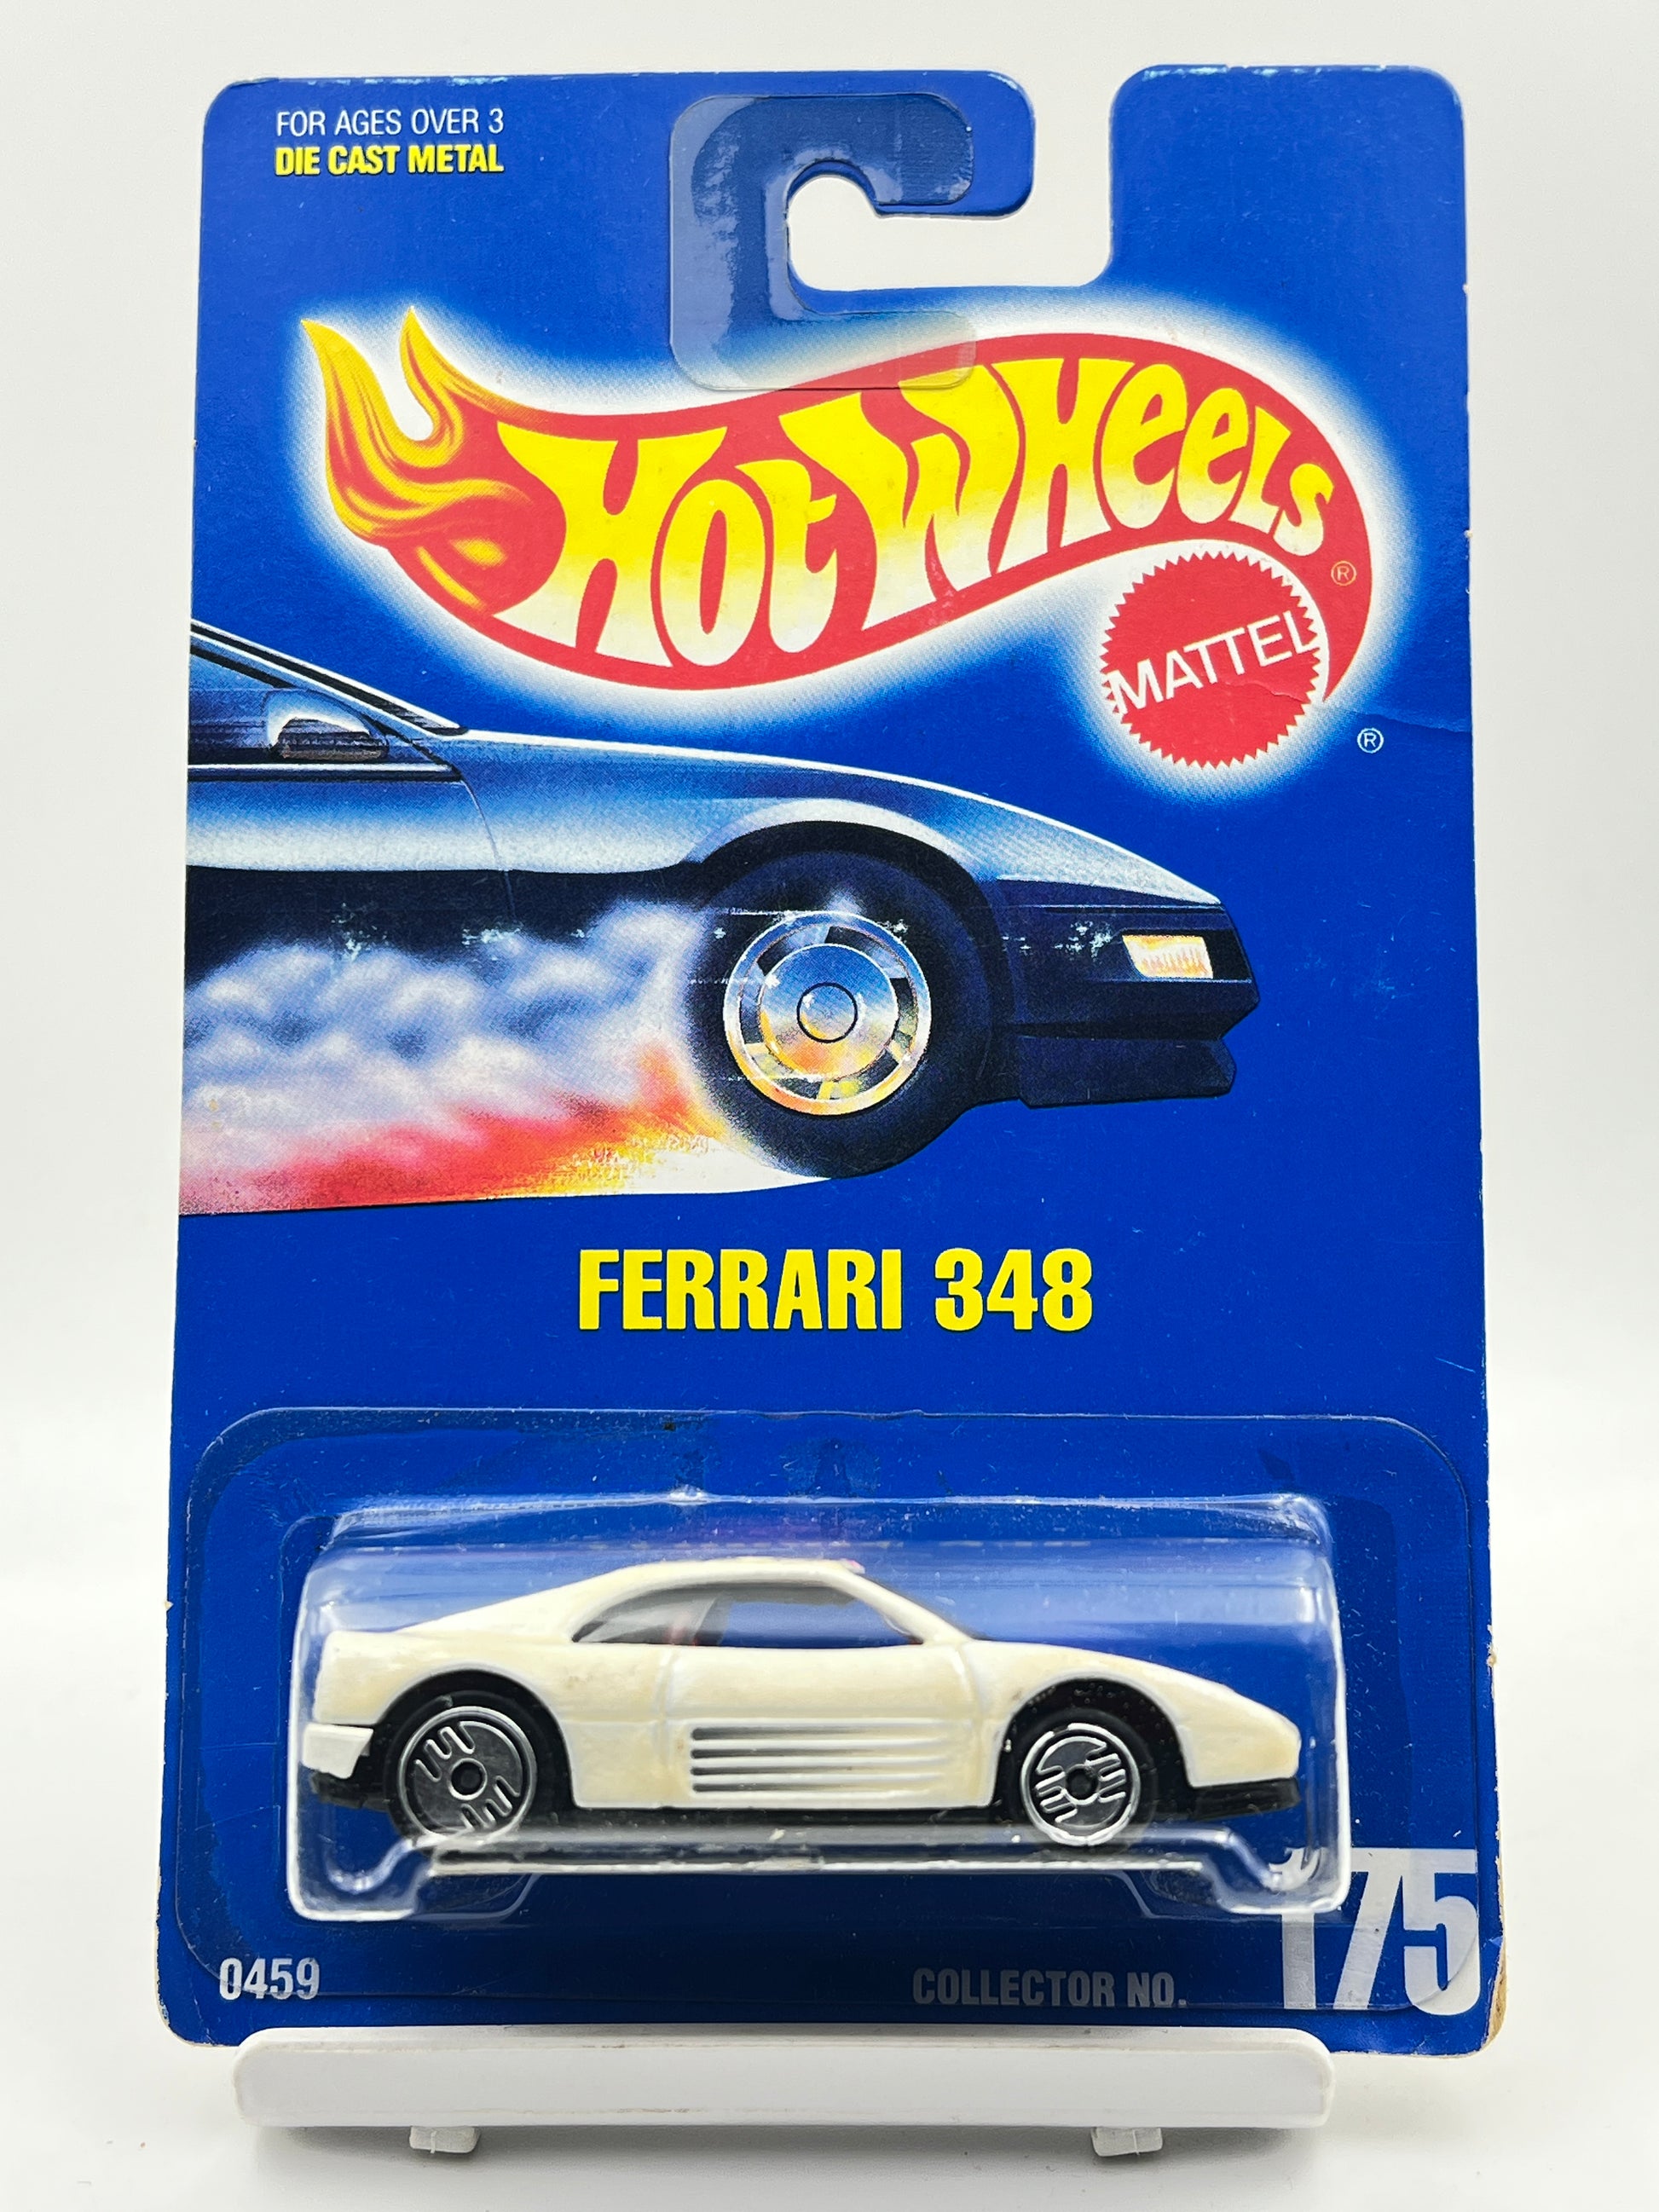 FOR AGES OVER 3
DIE CAST METAL
HOT WHEELS ®
MATTEL
®
FERRARI 348
0459
COLLECTOR NO. 175